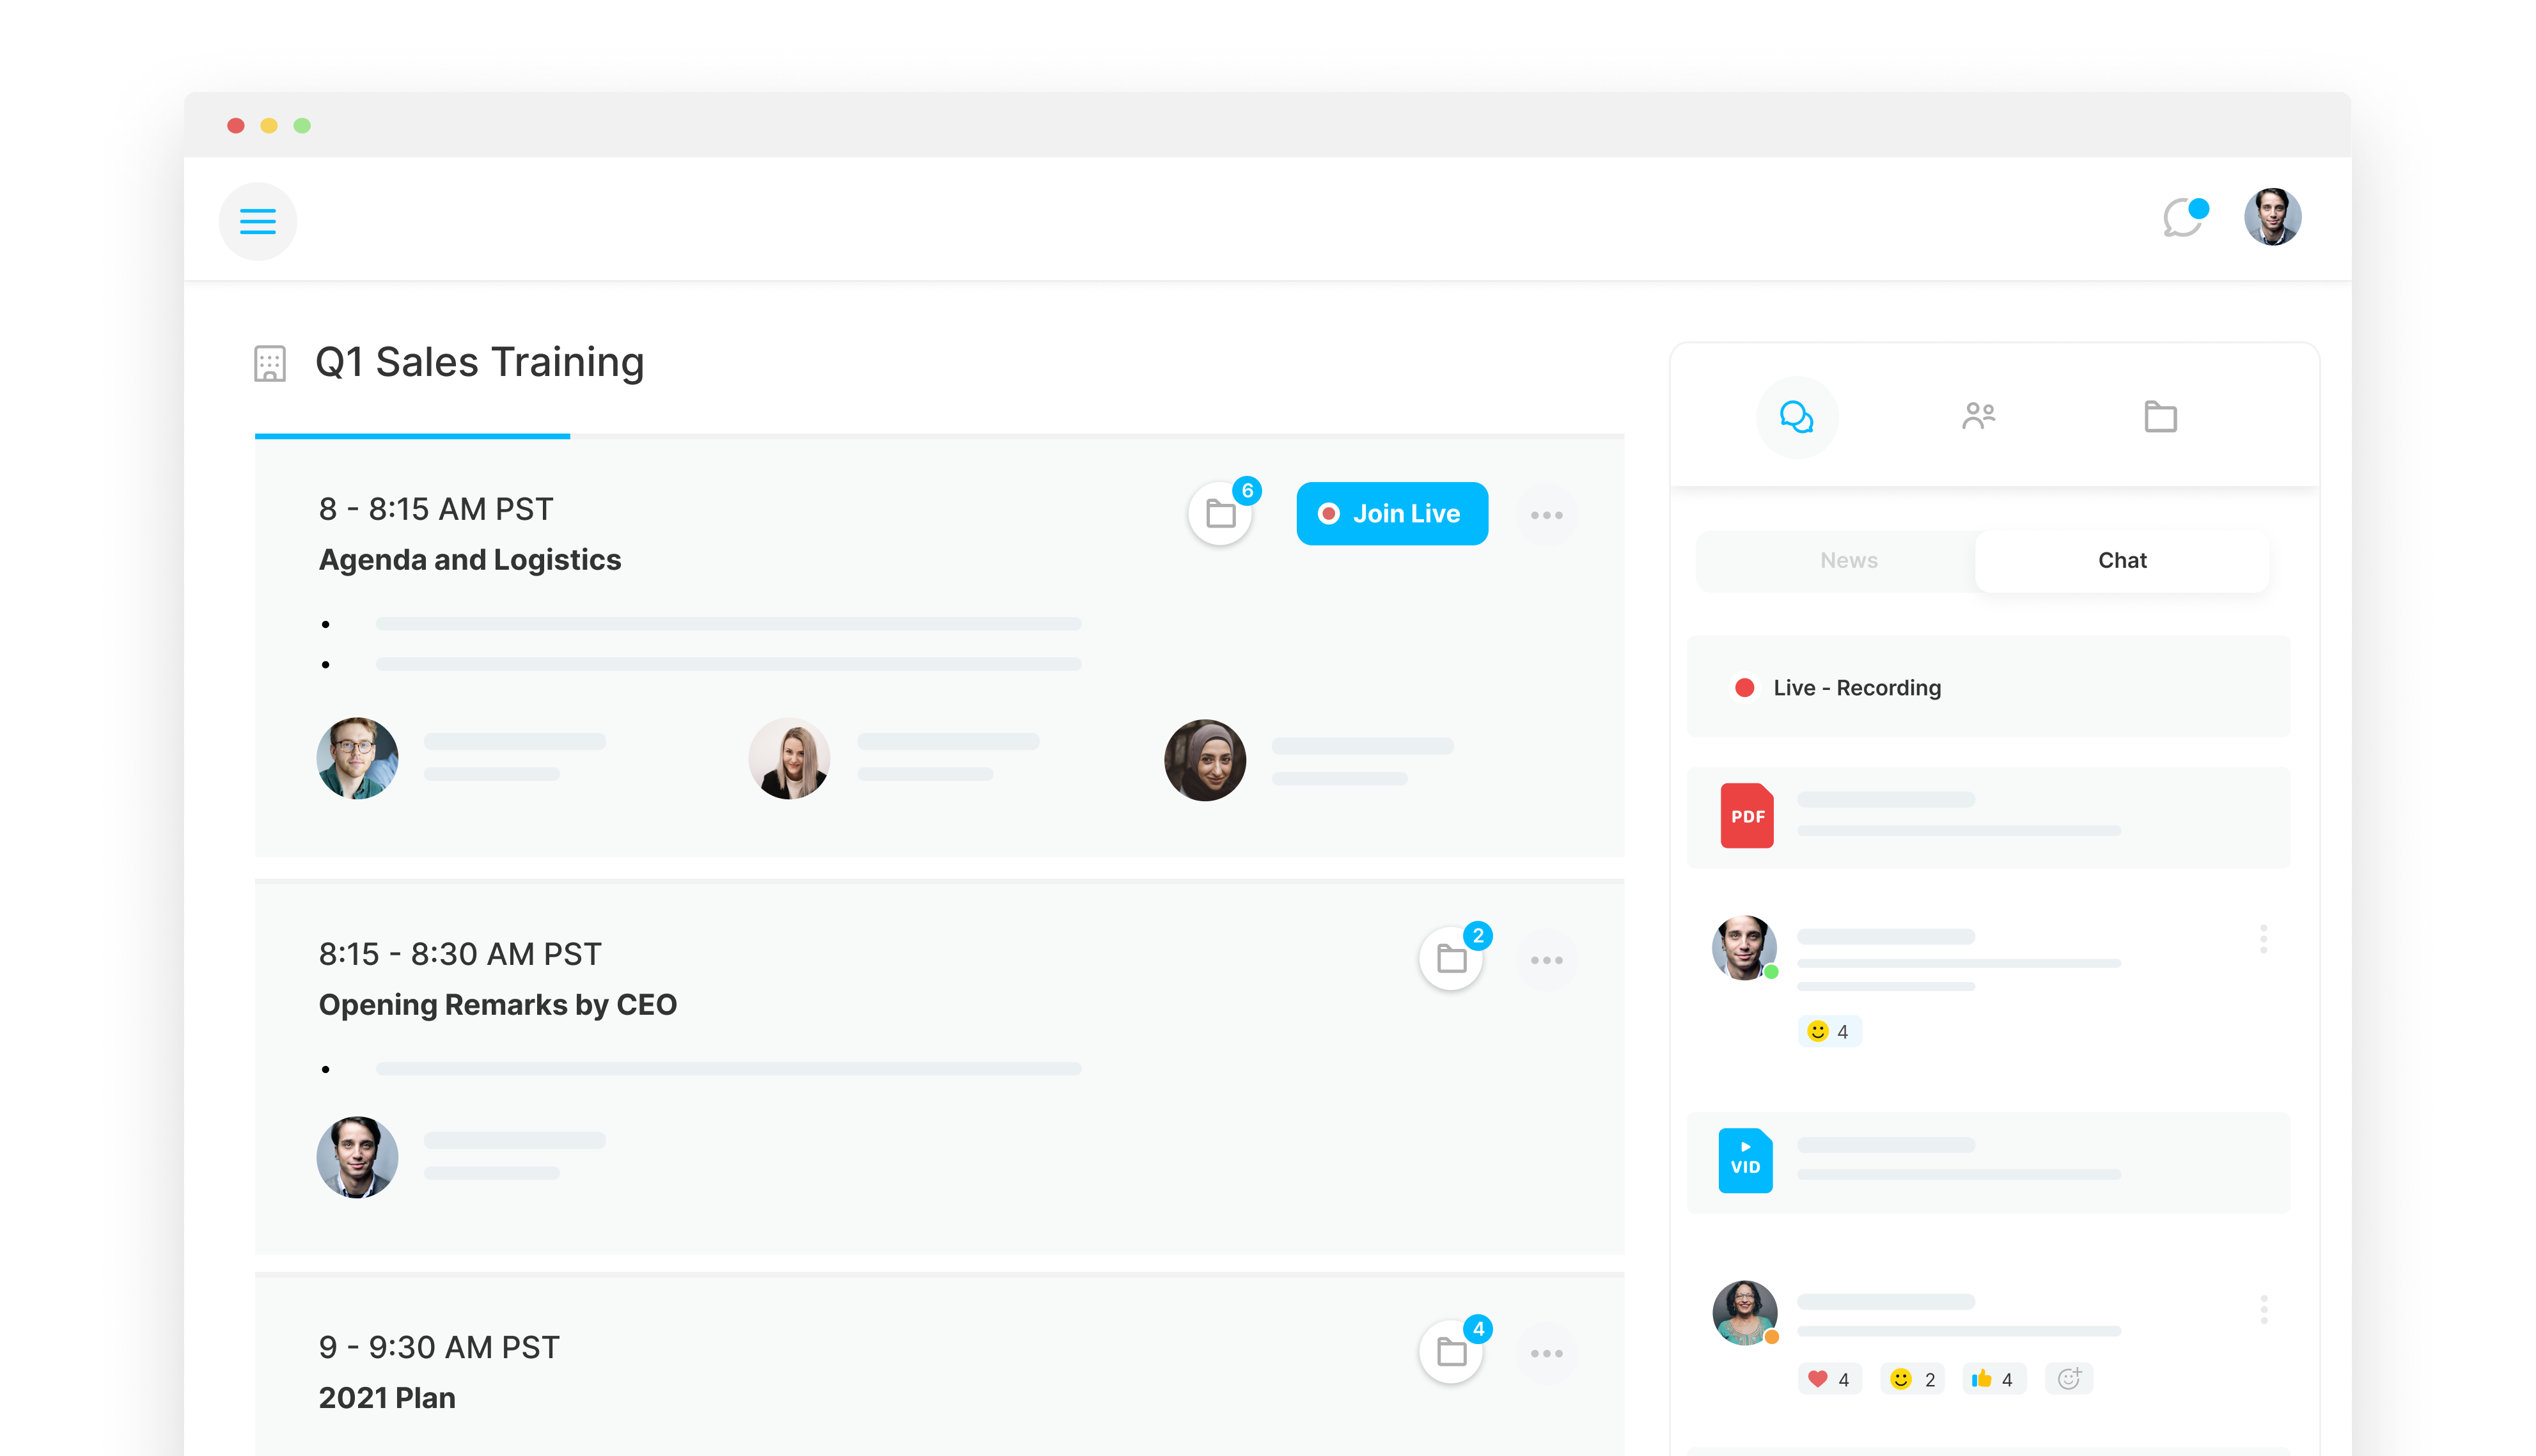 Q1 Sales Training
8 - 8:15 AM PST
6
Join Live
Agenda and Logistics
8:15 - 8:30 AM PST
2
Opening Remarks by CEO
9 - 9:30 AM PST
4
2021 Plan
News
Chat
Live - Recording
PDF
4
VID
4
2
4